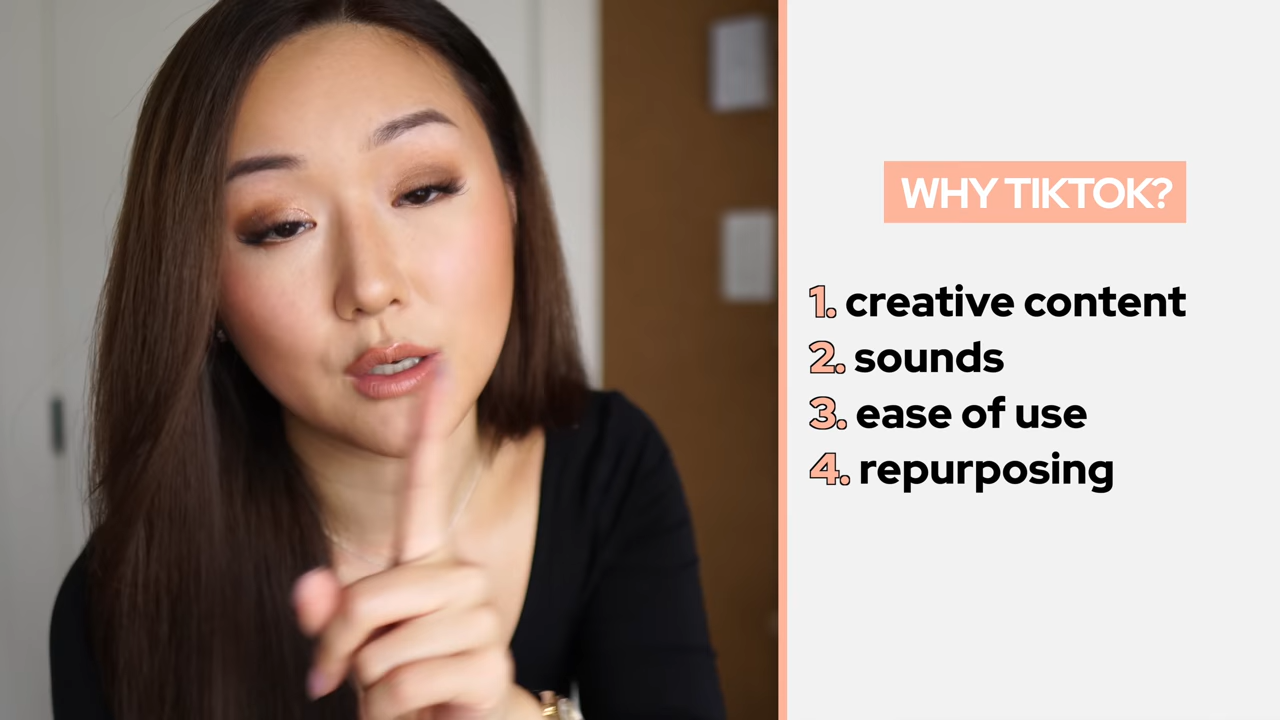 WHY TIKTOK?
1. creative content
2. sounds
3. ease of use
4. repurposing